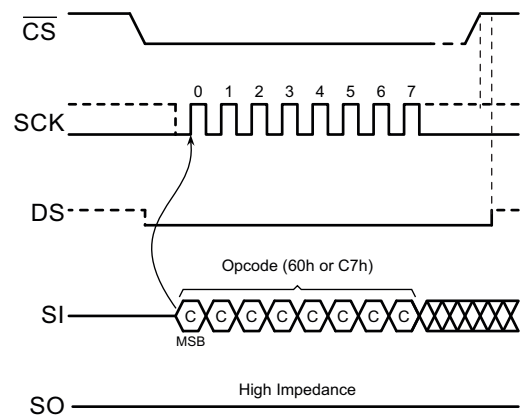 CS
0 1 2 3 4 5 6 7
SCK
DS
Opcode (60h or C7h)
SI
C C C C C C C C
MSB
High Impedance
SO